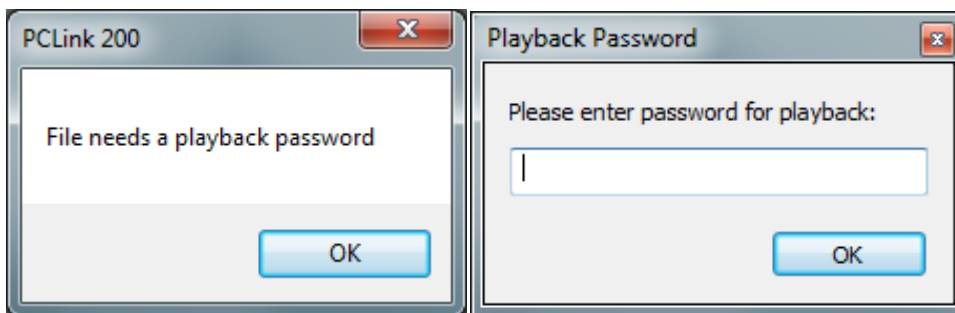 PCLink 200
File needs a playback password
OK
Playback Password
Please enter password for playback:
OK